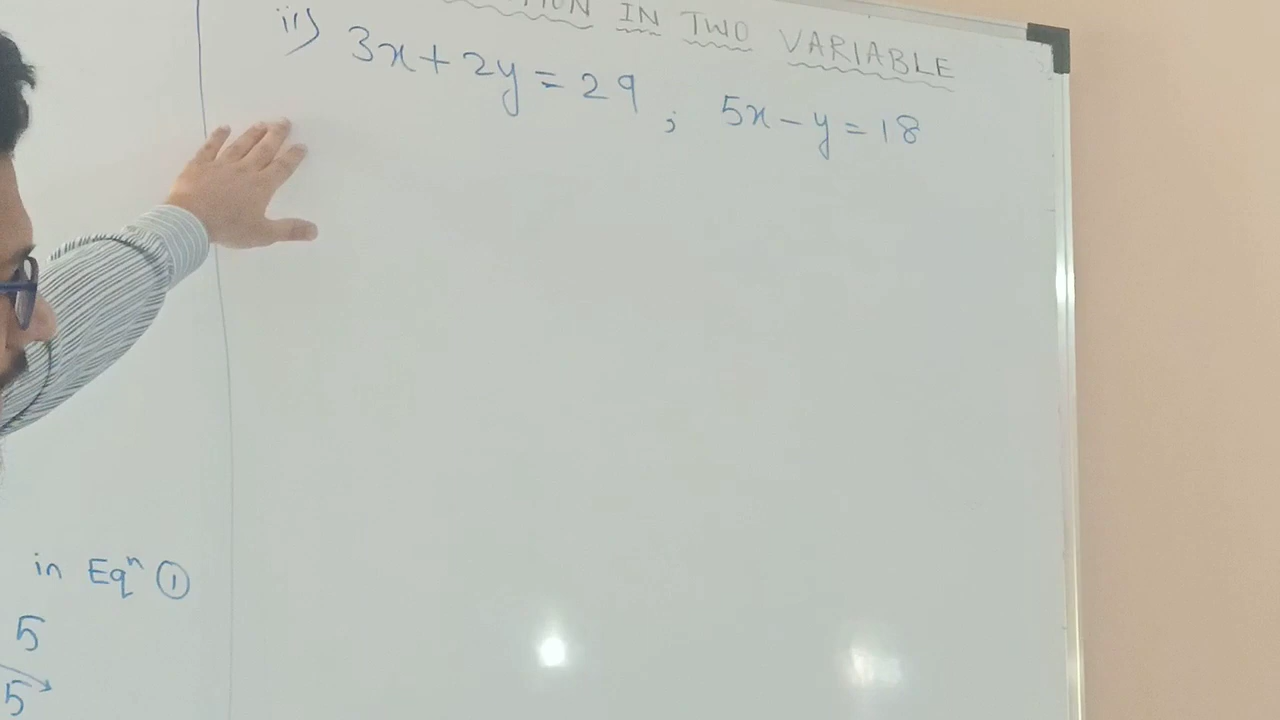 IN TWO VARIABLE
ii) 3x + 2y = 29 ; 5x - y = 18
in Eqⁿ ①
5
5